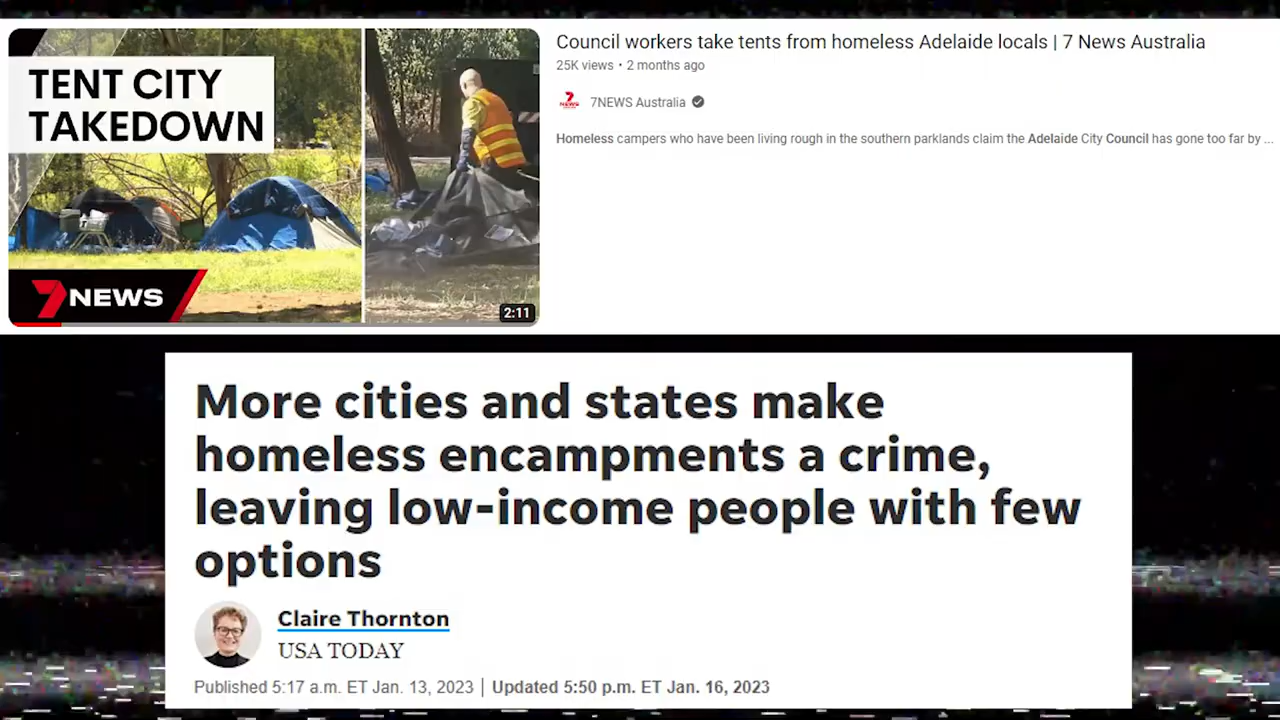 TENT CITY
TAKEDOWN
7NEWS
2:11
Council workers take tents from homeless Adelaide locals | 7 News Australia
25K views • 2 months ago
7NEWS Australia
Homeless campers who have been living rough in the southern parklands claim the Adelaide City Council has gone too far by ...
More cities and states make
homeless encampments a crime,
leaving low-income people with few
options
Claire Thornton
USA TODAY
Published 5:17 a.m. ET Jan. 13, 2023 | Updated 5:50 p.m. ET Jan. 16, 2023